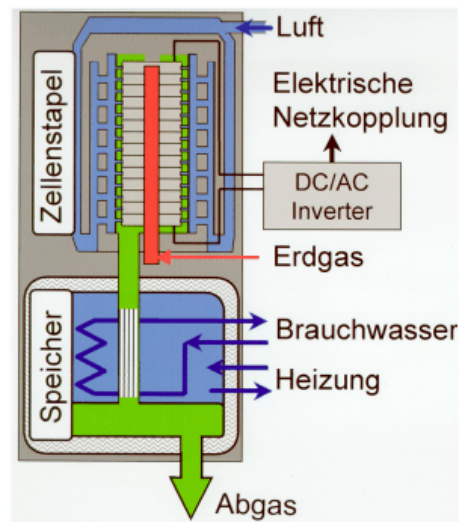 Luft
Zellenstapel
Elektrische
Netzkopplung
DC/AC
Inverter
Erdgas
Speicher
Brauchwasser
Heizung
Abgas